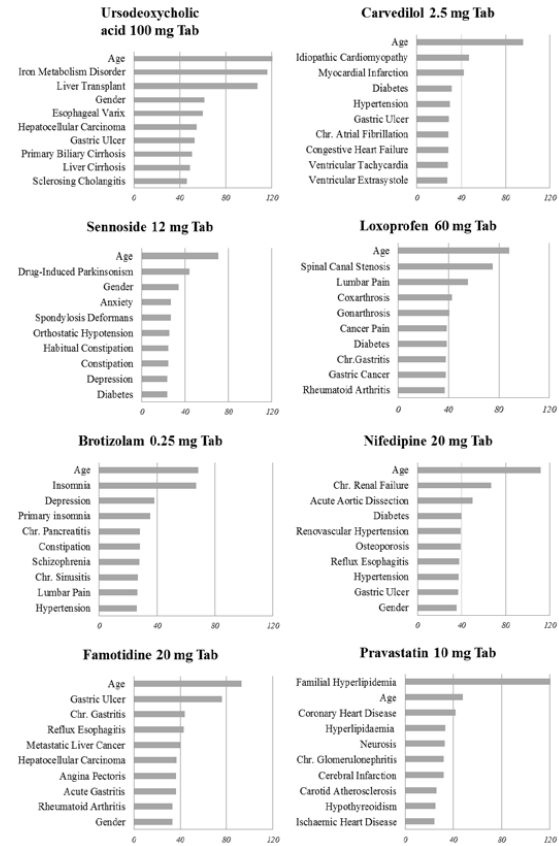 Ursodeoxycholic
acid 100 mg Tab
Age
Iron Metabolism Disorder
Liver Transplant
Gender
Esophageal Varix
Hepatocellular Carcinoma
Gastric Ulcer
Primary Biliary Cirrhosis
Liver Cirrhosis
Sclerosing Cholangitis
0 40 80 120
Carvedilol 2.5 mg Tab
Age
Idiopathic Cardiomyopathy
Myocardial Infarction
Diabetes
Hypertension
Gastric Ulcer
Chr. Atrial Fibrillation
Congestive Heart Failure
Ventricular Tachycardia
Ventricular Extrasystole
0 40 80 120
Sennoside 12 mg Tab
Age
Drug-Induced Parkinsonism
Gender
Anxiety
Spondylosis Deformans
Orthostatic Hypotension
Habitual Constipation
Constipation
Depression
Diabetes
0 40 80 120
Loxoprofen 60 mg Tab
Age
Spinal Canal Stenosis
Lumbar Pain
Coxarthrosis
Gonarthrosis
Cancer Pain
Diabetes
Chr.Gastritis
Gastric Cancer
Rheumatoid Arthritis
0 40 80 120
Brotizolam 0.25 mg Tab
Age
Insomnia
Depression
Primary insomnia
Chr. Pancreatitis
Constipation
Schizophrenia
Chr. Sinusitis
Lumbar Pain
Hypertension
0 40 80 120
Nifedipine 20 mg Tab
Age
Chr. Renal Failure
Acute Aortic Dissection
Diabetes
Renovascular Hypertension
Osteoporosis
Reflux Esophagitis
Hypertension
Gastric Ulcer
Gender
0 40 80 120
Famotidine 20 mg Tab
Age
Gastric Ulcer
Chr. Gastritis
Reflux Esophagitis
Metastatic Liver Cancer
Hepatocellular Carcinoma
Angina Pectoris
Acute Gastritis
Rheumatoid Arthritis
Gender
0 40 80 120
Pravastatin 10 mg Tab
Familial Hyperlipidemia
Age
Coronary Heart Disease
Hyperlipidaemia
Neurosis
Chr. Glomerulonephritis
Cerebral Infarction
Carotid Atherosclerosis
Hypothyroidism
Ischaemic Heart Disease
0 40 80 120